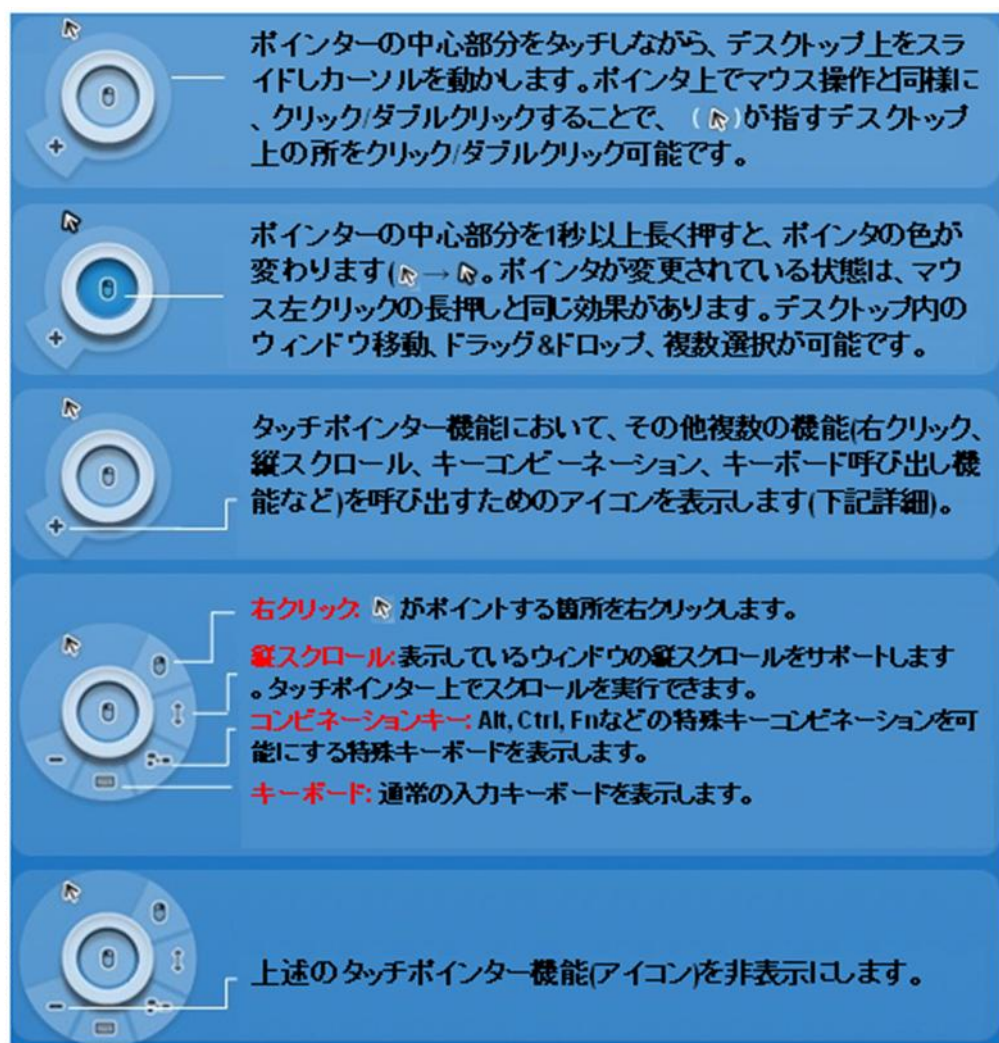 ポインターの中心部分をタッチしながら、デスクトップ上をスラ
イドしカーソルを動かします。ポインタ上でマウス操作と同様に
、クリック/ダブルクリックすることで、 ( )が指すデスクトップ
上の所をクリック/ダブルクリック可能です。
ポインターの中心部分を1秒以上長く押すと、ポインタの色が
変わります( → 。ポインタが変更されている状態は、マウ
ス左クリックの長押しと同じ効果があります。デスクトップ内の
ウィンドウ移動、ドラッグ&ドロップ、複数選択が可能です。
タッチポインター機能において、その他複数の機能(右クリック、
縦スクロール、キーコンビーネーション、キーボード呼び出し機
能など)を呼び出すためのアイコンを表示します(下記詳細)。
右クリック: がポイントする箇所を右クリックします。
縦スクロール:表示しているウィンドウの縦スクロールをサポートします
。タッチポインター上でスクロールを実行できます。
コンビネーションキー: Alt, Ctrl, Fnなどの特殊キーコンビネーションを可
能にする特殊キーボードを表示します。
キーボード: 通常の入力キーボードを表示します。
上述のタッチポインター機能(アイコン)を非表示にします。